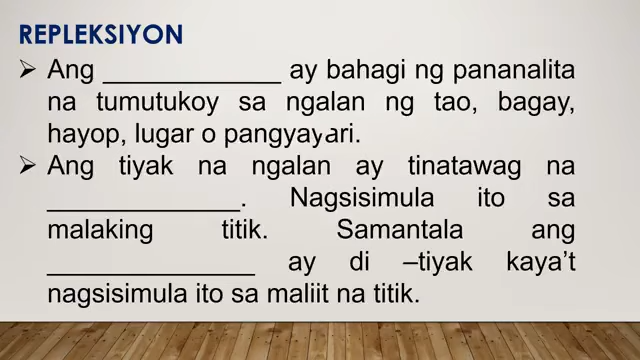 REPLEKSIYON
➢ Ang ____________ ay bahagi ng pananalita
na tumutukoy sa ngalan ng tao, bagay,
hayop, lugar o pangyayari.
➢ Ang tiyak na ngalan ay tinatawag na
_____________. Nagsisimula ito sa
malaking titik. Samantala ang
______________ ay di –tiyak kaya’t
nagsisimula ito sa maliit na titik.